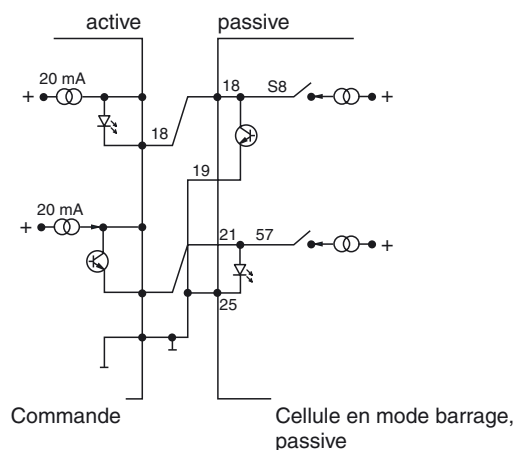 active passive
20 mA 18 S8
+ +
18
19
20 mA 21 57
+ +
25
Commande Cellule en mode barrage,
passive